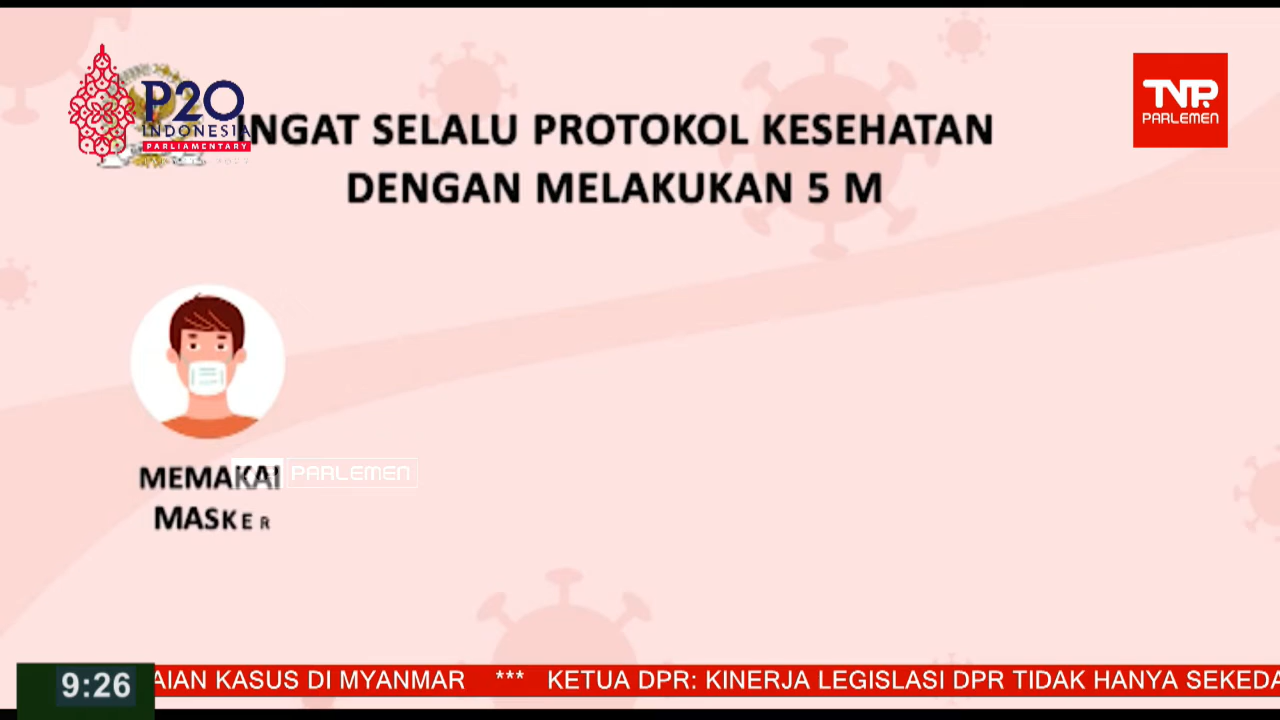 P20
INDONESIA
PARLIAMENTARY
INGAT SELALU PROTOKOL KESEHATAN
DENGAN MELAKUKAN 5 M
TVP.
PARLEMEN
MEMAKAI
MASKER
PARLEMEN
9:26
AIAN KASUS DI MYANMAR *** KETUA DPR: KINERJA LEGISLASI DPR TIDAK HANYA SEKEDA